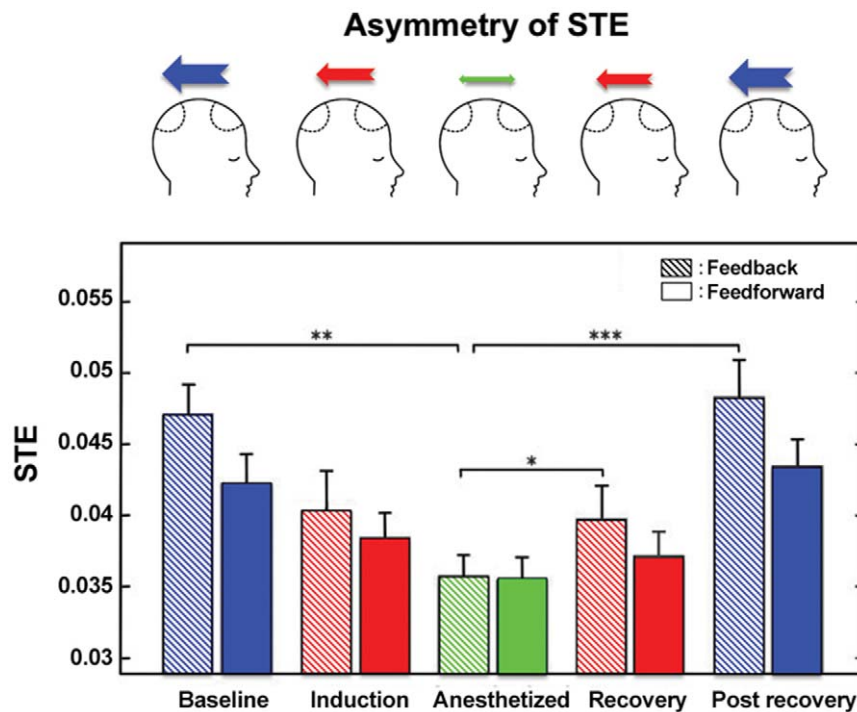 Asymmetry of STE
: Feedback
: Feedforward
0.055
0.05
0.045
0.04
0.035
0.03
STE
**
***
*
Baseline Induction Anesthetized Recovery Post recovery